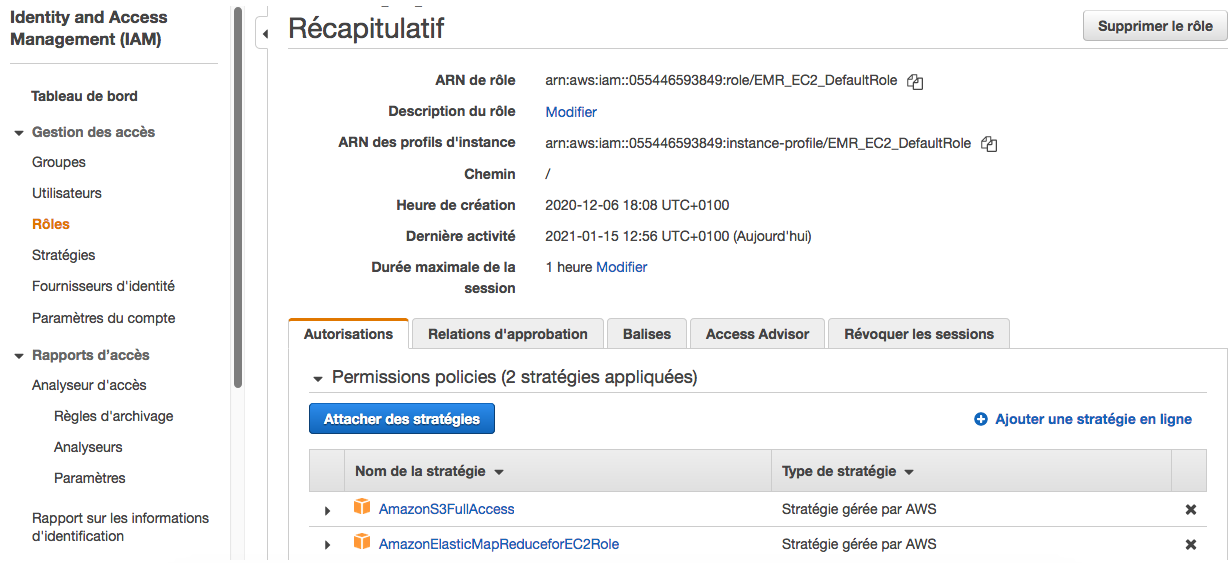 Identity and Access
Management (IAM)
Tableau de bord
Gestion des accès
Groupes
Utilisateurs
Rôles
Stratégies
Fournisseurs d'identité
Paramètres du compte
Rapports d'accès
Analyseur d'accès
Règles d'archivage
Analyseurs
Paramètres
Rapport sur les informations
d'identification
Récapitulatif
Supprimer le rôle
ARN de rôle arn:aws:iam::055446593849:role/EMR_EC2_DefaultRole
Description du rôle Modifier
ARN des profils d'instance arn:aws:iam::055446593849:instance-profile/EMR_EC2_DefaultRole
Chemin /
Heure de création 2020-12-06 18:08 UTC+0100
Dernière activité 2021-01-15 12:56 UTC+0100 (Aujourd'hui)
Durée maximale de la 1 heure Modifier
session
Autorisations Relations d'approbation Balises Access Advisor Révoquer les sessions
Permissions policies (2 stratégies appliquées)
Attacher des stratégies Ajouter une stratégie en ligne
Nom de la stratégie Type de stratégie
AmazonS3FullAccess Stratégie gérée par AWS
AmazonElasticMapReduceforEC2Role Stratégie gérée par AWS